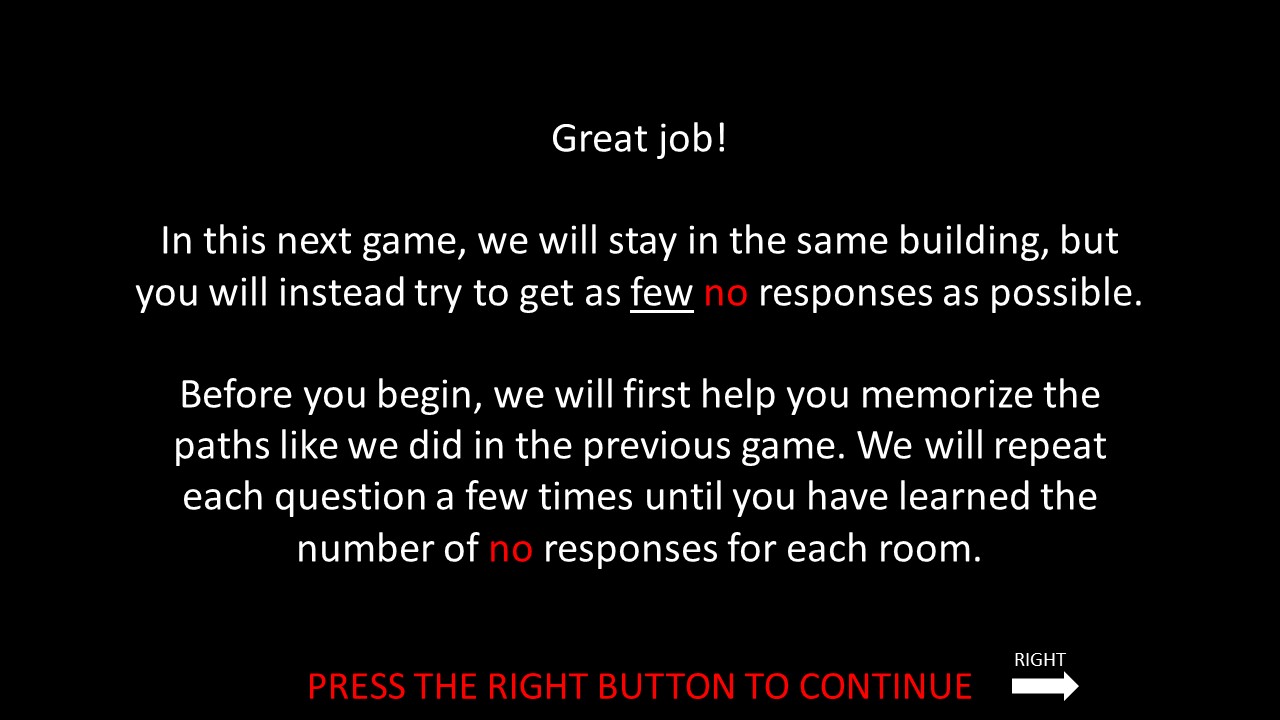 Great job!
In this next game, we will stay in the same building, but
you will instead try to get as few no responses as possible.
Before you begin, we will first help you memorize the
paths like we did in the previous game. We will repeat
each question a few times until you have learned the
number of no responses for each room.
RIGHT
PRESS THE RIGHT BUTTON TO CONTINUE